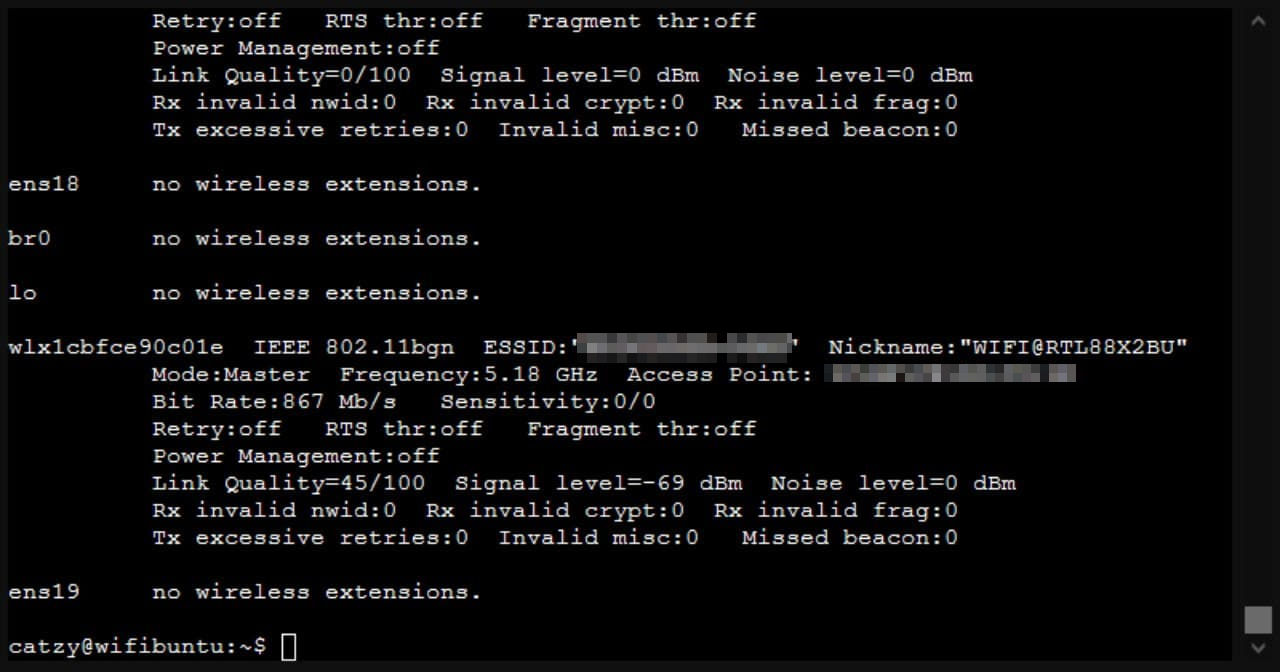 Retry:off   RTS thr:off   Fragment thr:off
Power Management:off
Link Quality=0/100  Signal level=0 dBm  Noise level=0 dBm
Rx invalid nwid:0  Rx invalid crypt:0  Rx invalid frag:0
Tx excessive retries:0  Invalid misc:0   Missed beacon:0
ens18     no wireless extensions.
br0       no wireless extensions.
lo        no wireless extensions.
wlx1cbfce90c01e  IEEE 802.11bgn  ESSID:"  "  Nickname:"WIFI@RTL88X2BU"
Mode:Master  Frequency:5.18 GHz  Access Point:
Bit Rate:867 Mb/s   Sensitivity:0/0
Retry:off   RTS thr:off   Fragment thr:off
Power Management:off
Link Quality=45/100  Signal level=-69 dBm  Noise level=0 dBm
Rx invalid nwid:0  Rx invalid crypt:0  Rx invalid frag:0
Tx excessive retries:0  Invalid misc:0   Missed beacon:0
ens19     no wireless extensions.
catzy@wifibuntu:~$